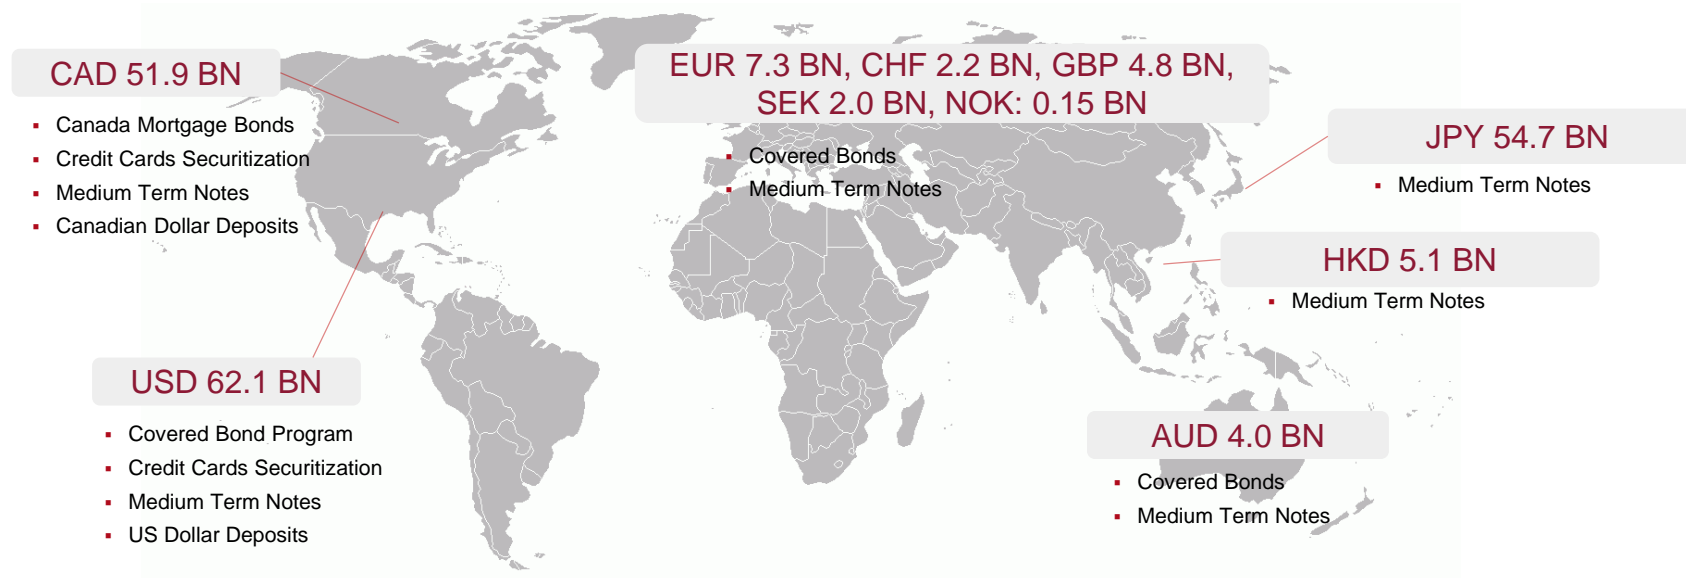 CAD 51.9 BN
▪ Canada Mortgage Bonds
▪ Credit Cards Securitization
▪ Medium Term Notes
▪ Canadian Dollar Deposits
EUR 7.3 BN, CHF 2.2 BN, GBP 4.8 BN,
SEK 2.0 BN, NOK: 0.15 BN
▪ Covered Bonds
▪ Medium Term Notes
JPY 54.7 BN
▪ Medium Term Notes
HKD 5.1 BN
▪ Medium Term Notes
USD 62.1 BN
▪ Covered Bond Program
▪ Credit Cards Securitization
▪ Medium Term Notes
▪ US Dollar Deposits
AUD 4.0 BN
▪ Covered Bonds
▪ Medium Term Notes